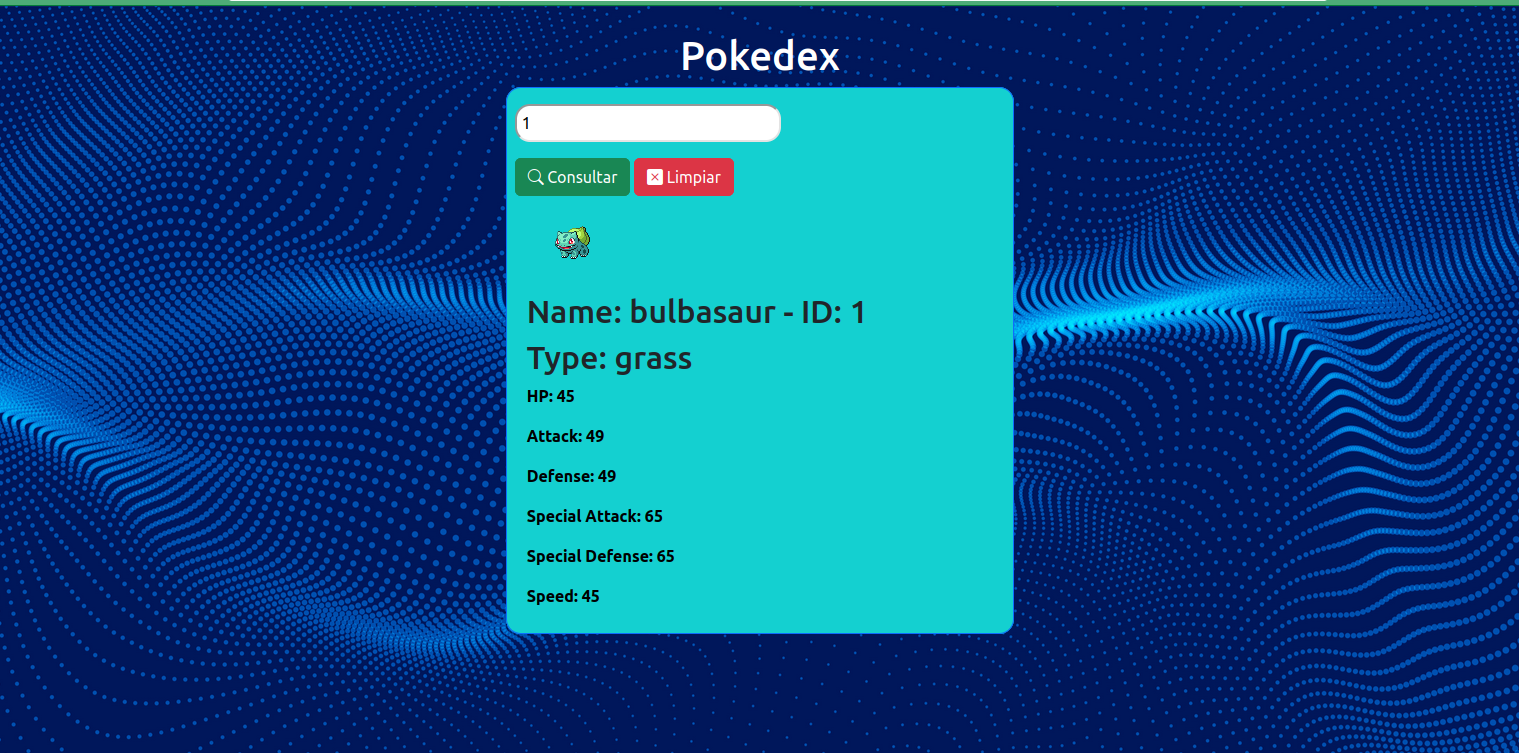 Pokedex
1
Consultar Limpiar
Name: bulbasaur - ID: 1
Type: grass
HP: 45
Attack: 49
Defense: 49
Special Attack: 65
Special Defense: 65
Speed: 45